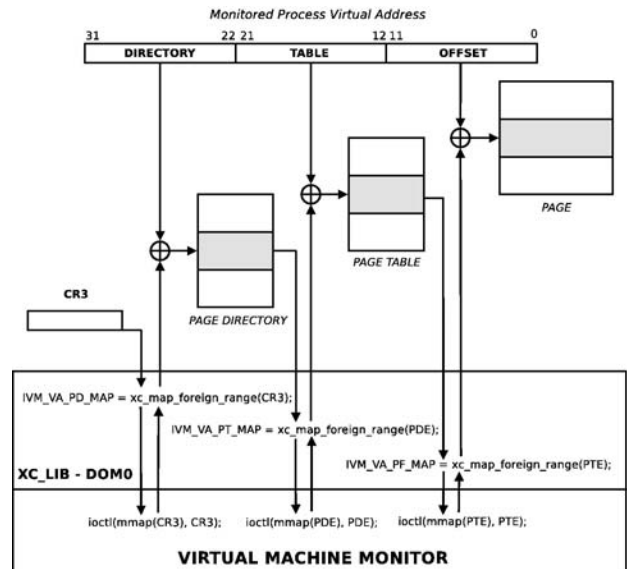 Monitored Process Virtual Address
31 22 21 12 11 0
DIRECTORY TABLE OFFSET
PAGE
PAGE TABLE
CR3
PAGE DIRECTORY
IVM_VA_PD_MAP = xc_map_foreign_range(CR3);
IVM_VA_PT_MAP = xc_map_foreign_range(PDE);
IVM_VA_PF_MAP = xc_map_foreign_range(PTE);
XC_LIB - DOM0
ioctl(mmap(CR3), CR3); ioctl(mmap(PDE), PDE); ioctl(mmap(PTE), PTE);
VIRTUAL MACHINE MONITOR